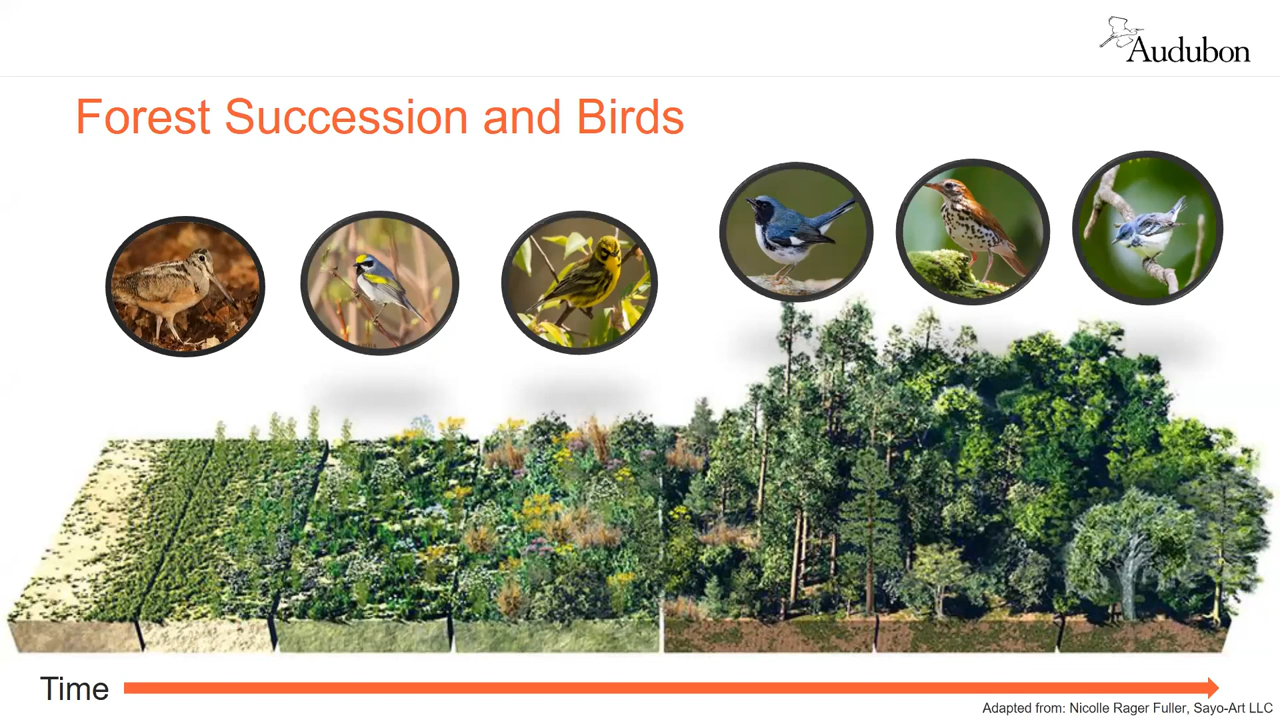 Audubon
Forest Succession and Birds
Time
Adapted from: Nicolle Rager Fuller, Sayo-Art LLC